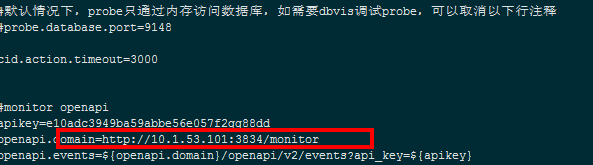 #默认情况下，probe只通过内存访问数据库，如需要dbvis调试probe，可以取消以下行注释
#probe.database.port=9148
cid.action.timeout=3000
#monitor openapi
apikey=e10adc3949ba59abbe56e057f2gg88dd
openapi.domain=http://10.1.53.101:3834/monitor
openapi.events=${openapi.domain}/openapi/v2/events?api_key=${apikey}